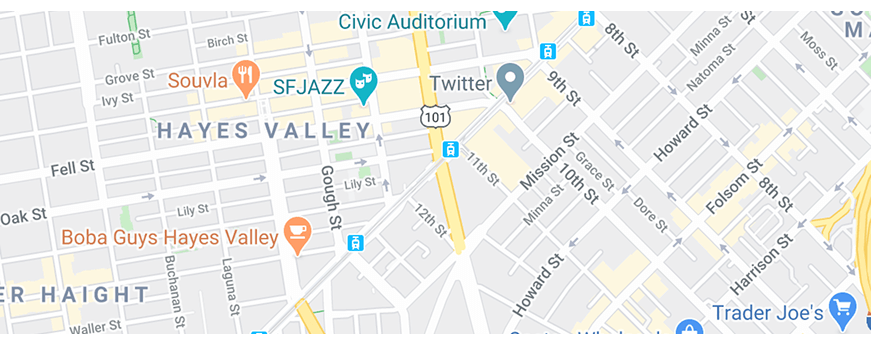 Civic Auditorium
Fulton St
Birch St
8th St
Minna St
SO
M
Moss St
Grove St
Souvla
SFJAZZ
Twitter
9th St
Natoma St
Ivy St
101
HAYES VALLEY
Howard St
Fell St
11th St
Mission St
Grace St
Folsom St
Gough St
Lily St
10th St
8th St
Oak St
Lily St
12th St
Minna St
Dore St
Boba Guys Hayes Valley
Harrison St
Howard St
Buchanan St
Laguna St
ER HAIGHT
Waller St
Trader Joe's